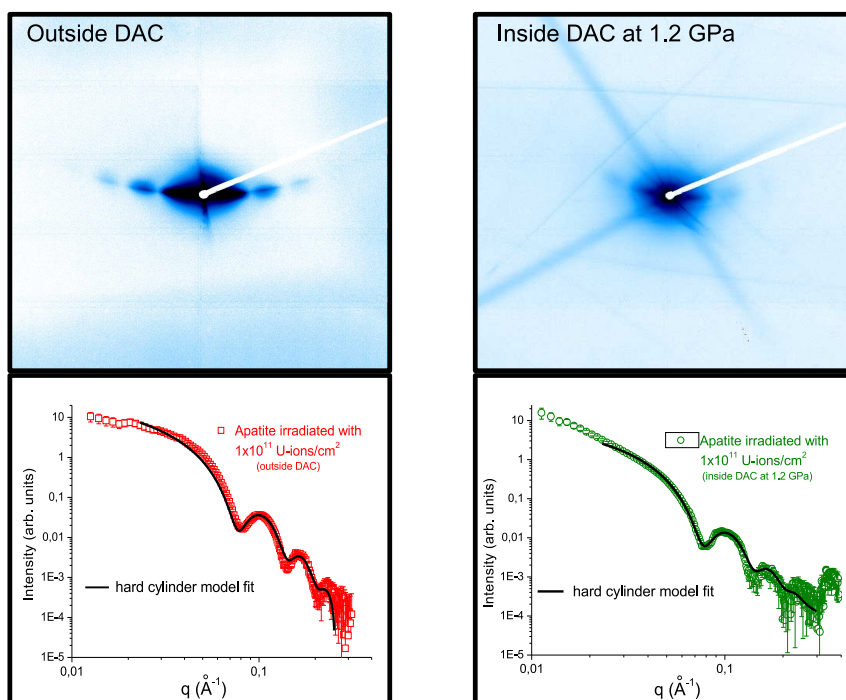 Outside DAC
Inside DAC at 1.2 GPa
10
1
0,1
0,01
1E-3
1E-4
1E-5
Intensity (arb. units)
Apatite irradiated with
1x10¹¹ U-ions/cm²
(outside DAC)
hard cylinder model fit
0,01
0,1
q (Å⁻¹)
10
1
0,1
0,01
1E-3
1E-4
1E-5
Intensity (arb. units)
Apatite irradiated with
1x10¹¹ U-ions/cm²
(inside DAC at 1.2 GPa)
hard cylinder model fit
0,01
0,1
q (Å⁻¹)